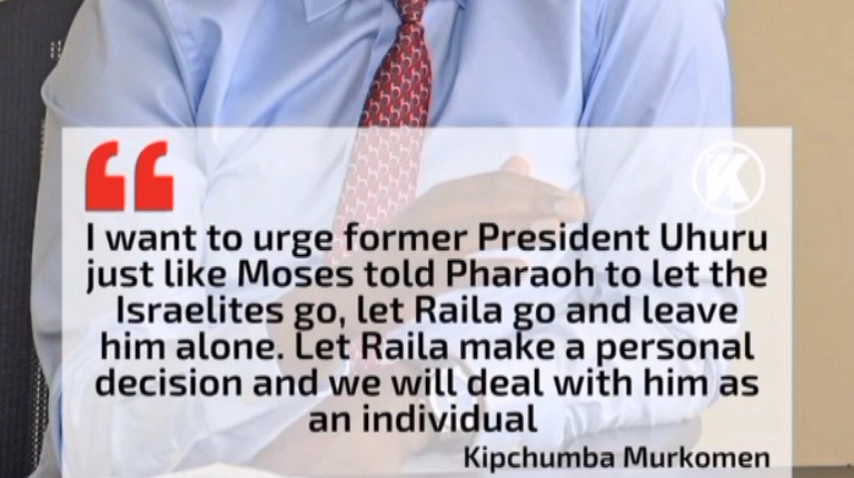 I want to urge former President Uhuru
just like Moses told Pharaoh to let the
Israelites go, let Raila go and leave
him alone. Let Raila make a personal
decision and we will deal with him as
an individual
Kipchumba Murkomen
K